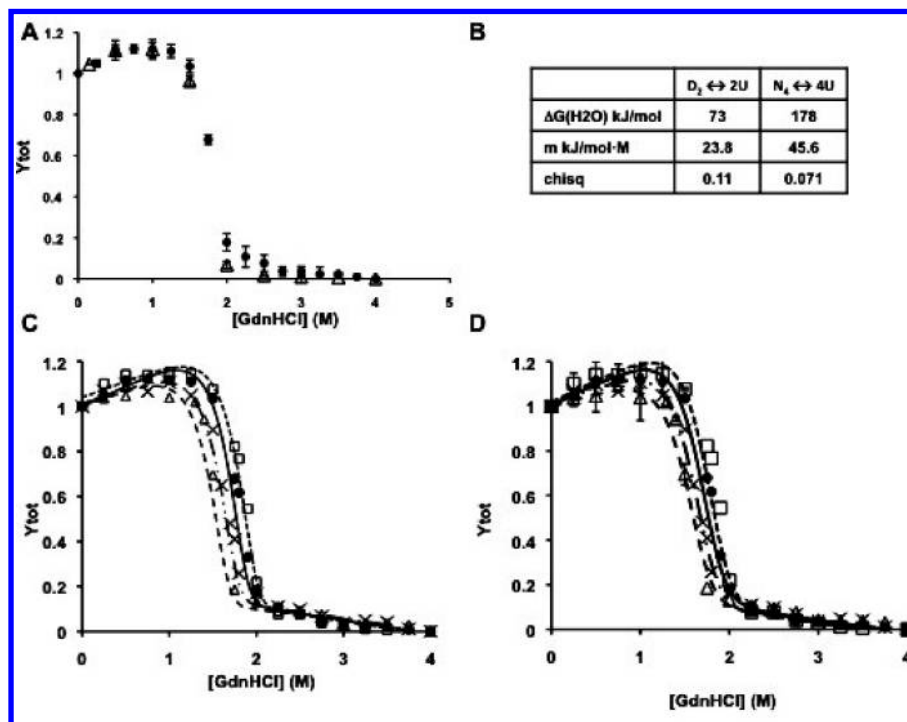 A
1.2
1
0.8
0.6
0.4
0.2
0
Ytot
0 1 2 3 4 5
[GdnHCl] (M)
B
D₂ ↔ 2U N₄ ↔ 4U
ΔG(H2O) kJ/mol 73 178
m kJ/mol·M 23.8 45.6
chisq 0.11 0.071
C
1.2
1
0.8
0.6
0.4
0.2
0
Ytot
0 1 2 3 4
[GdnHCl] (M)
D
1.2
1
0.8
0.6
0.4
0.2
0
Ytot
0 1 2 3 4
[GdnHCl] (M)